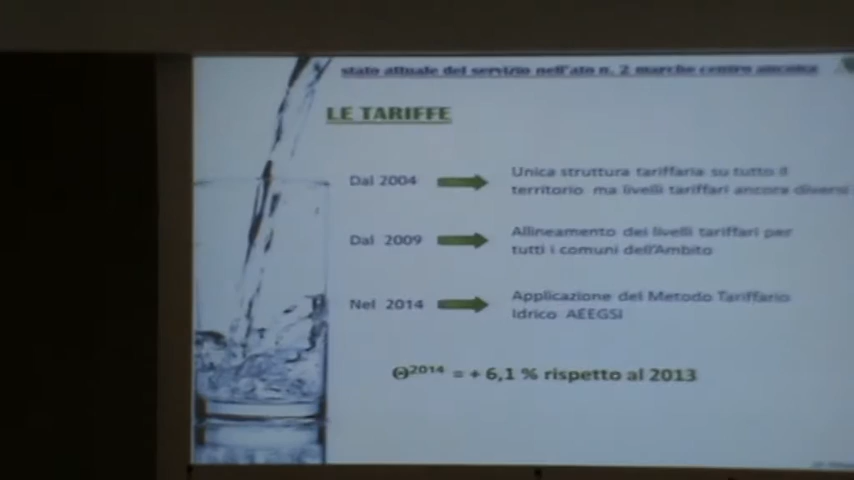 stato attuale del servizio nell'ato n. 2 marche centro ancona
LE TARIFFE
Dal 2004
Unica struttura tariffaria su tutto il
territorio ma livelli tariffari ancora diversi
Dal 2009
Allineamento dei livelli tariffari per
tutti i comuni dell'Ambito
Nel 2014
Applicazione del Metodo Tariffario
Idrico AEEGSI
Θ²⁰¹⁴ = + 6,1 % rispetto al 2013